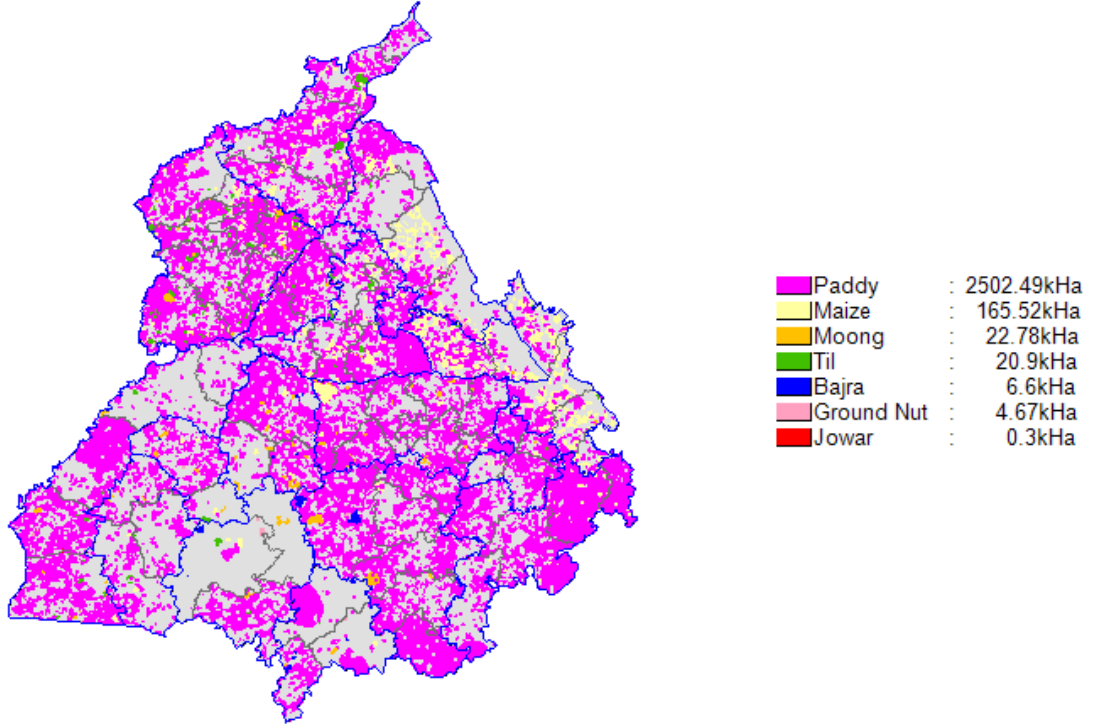 Paddy : 2502.49kHa
Maize : 165.52kHa
Moong : 22.78kHa
Til : 20.9kHa
Bajra : 6.6kHa
Ground Nut : 4.67kHa
Jowar : 0.3kHa